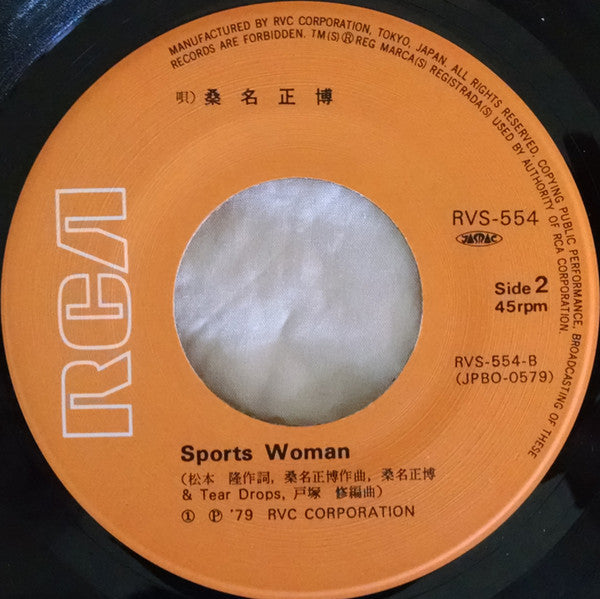 MANUFACTURED BY RVC CORPORATION, TOKYO, JAPAN. ALL RIGHTS RESERVED. COPYING PUBLIC PERFORMANCE, BROADCASTING OF THESE
RECORDS ARE FORBIDDEN. TM(S)® REG MARCA(S) REGISTRADA(S) USED BY AUTHORITY OF RCA CORPORATION.
唄) 桑名正博
RCA
RVS-554
JASRAC
Side 2
45rpm
RVS-554-B
(JPBO-0579)
Sports Woman
(松本 隆作詞, 桑名正博作曲, 桑名正博
& Tear Drops, 戸塚 修編曲)
① Ⓟ '79 RVC CORPORATION